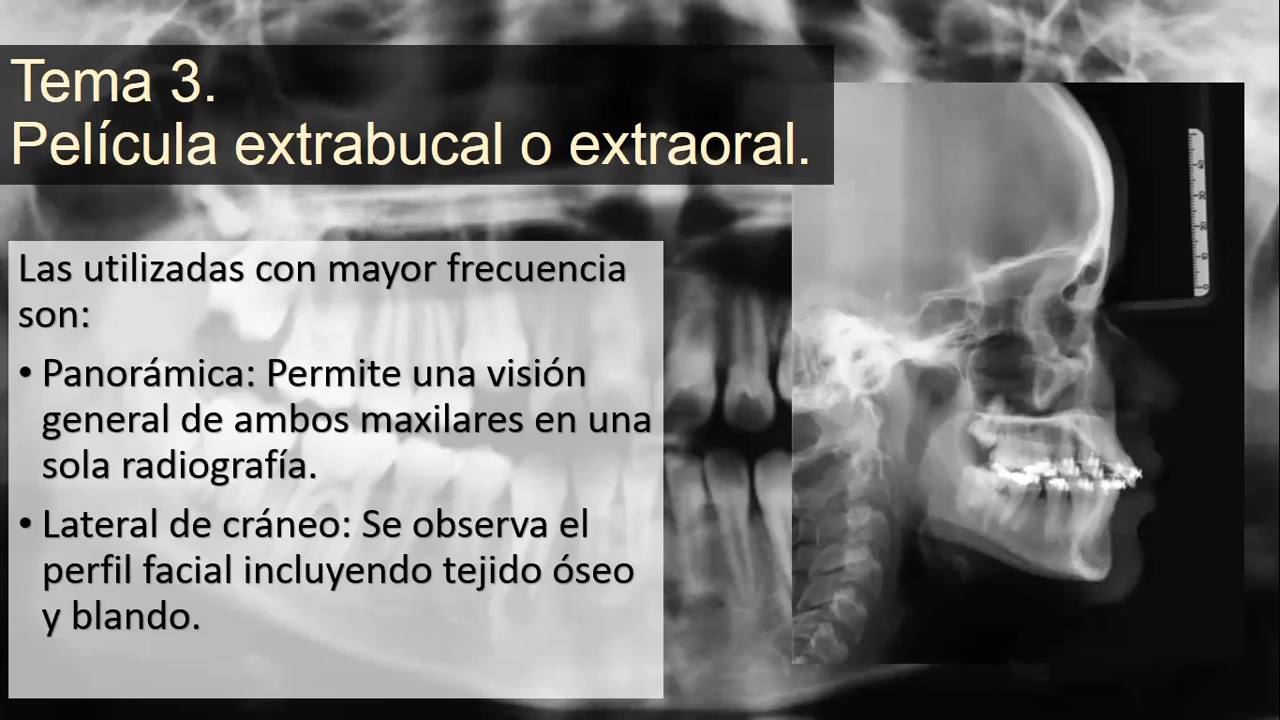 Tema 3.
Película extrabucal o extraoral.
Las utilizadas con mayor frecuencia
son:
• Panorámica: Permite una visión
general de ambos maxilares en una
sola radiografía.
• Lateral de cráneo: Se observa el
perfil facial incluyendo tejido óseo
y blando.